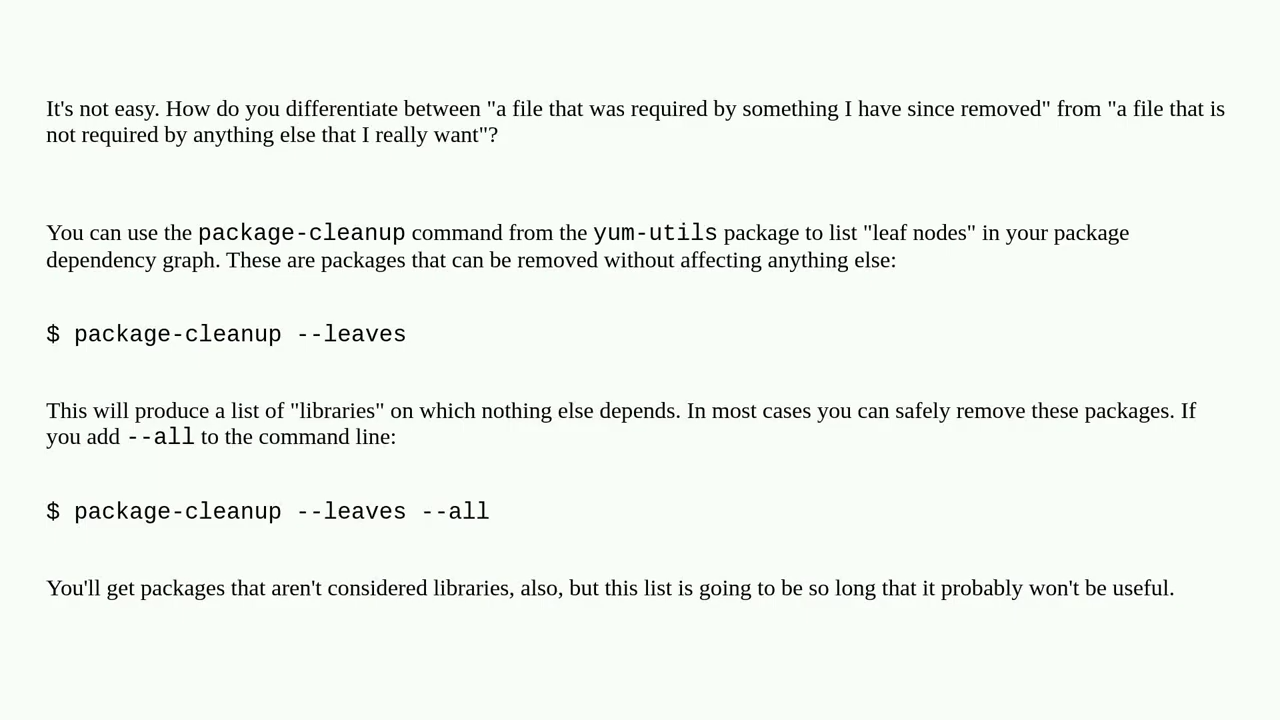 It's not easy. How do you differentiate between "a file that was required by something I have since removed" from "a file that is
not required by anything else that I really want"?
You can use the package-cleanup command from the yum-utils package to list "leaf nodes" in your package
dependency graph. These are packages that can be removed without affecting anything else:
$ package-cleanup --leaves
This will produce a list of "libraries" on which nothing else depends. In most cases you can safely remove these packages. If
you add --all to the command line:
$ package-cleanup --leaves --all
You'll get packages that aren't considered libraries, also, but this list is going to be so long that it probably won't be useful.